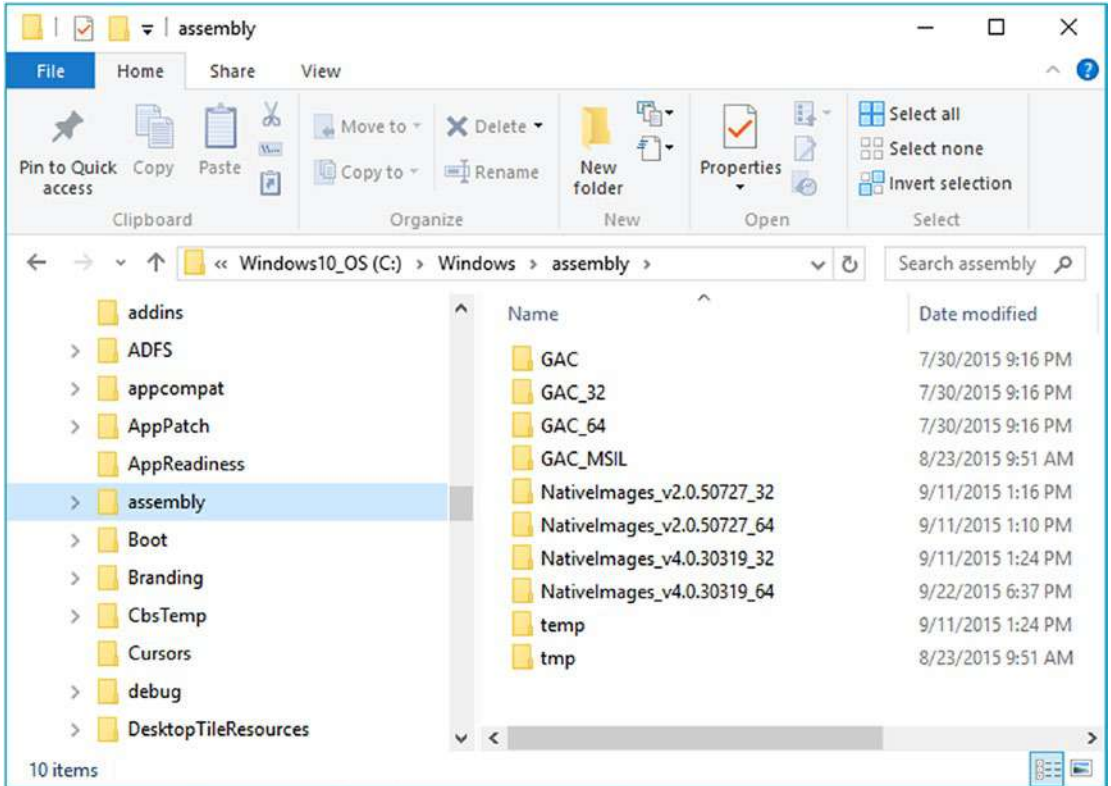 assembly
File Home Share View
Pin to Quick access
Copy
Paste
Clipboard
Move to
Copy to
Delete
Rename
Organize
New folder
New
Properties
Open
Select all
Select none
Invert selection
Select
« Windows10_OS (C:) > Windows > assembly >
Search assembly
addins
ADFS
appcompat
AppPatch
AppReadiness
assembly
Boot
Branding
CbsTemp
Cursors
debug
DesktopTileResources
Name Date modified
GAC 7/30/2015 9:16 PM
GAC_32 7/30/2015 9:16 PM
GAC_64 7/30/2015 9:16 PM
GAC_MSIL 8/23/2015 9:51 AM
NativeImages_v2.0.50727_32 9/11/2015 1:16 PM
NativeImages_v2.0.50727_64 9/11/2015 1:10 PM
NativeImages_v4.0.30319_32 9/11/2015 1:24 PM
NativeImages_v4.0.30319_64 9/22/2015 6:37 PM
temp 9/11/2015 1:24 PM
tmp 8/23/2015 9:51 AM
10 items